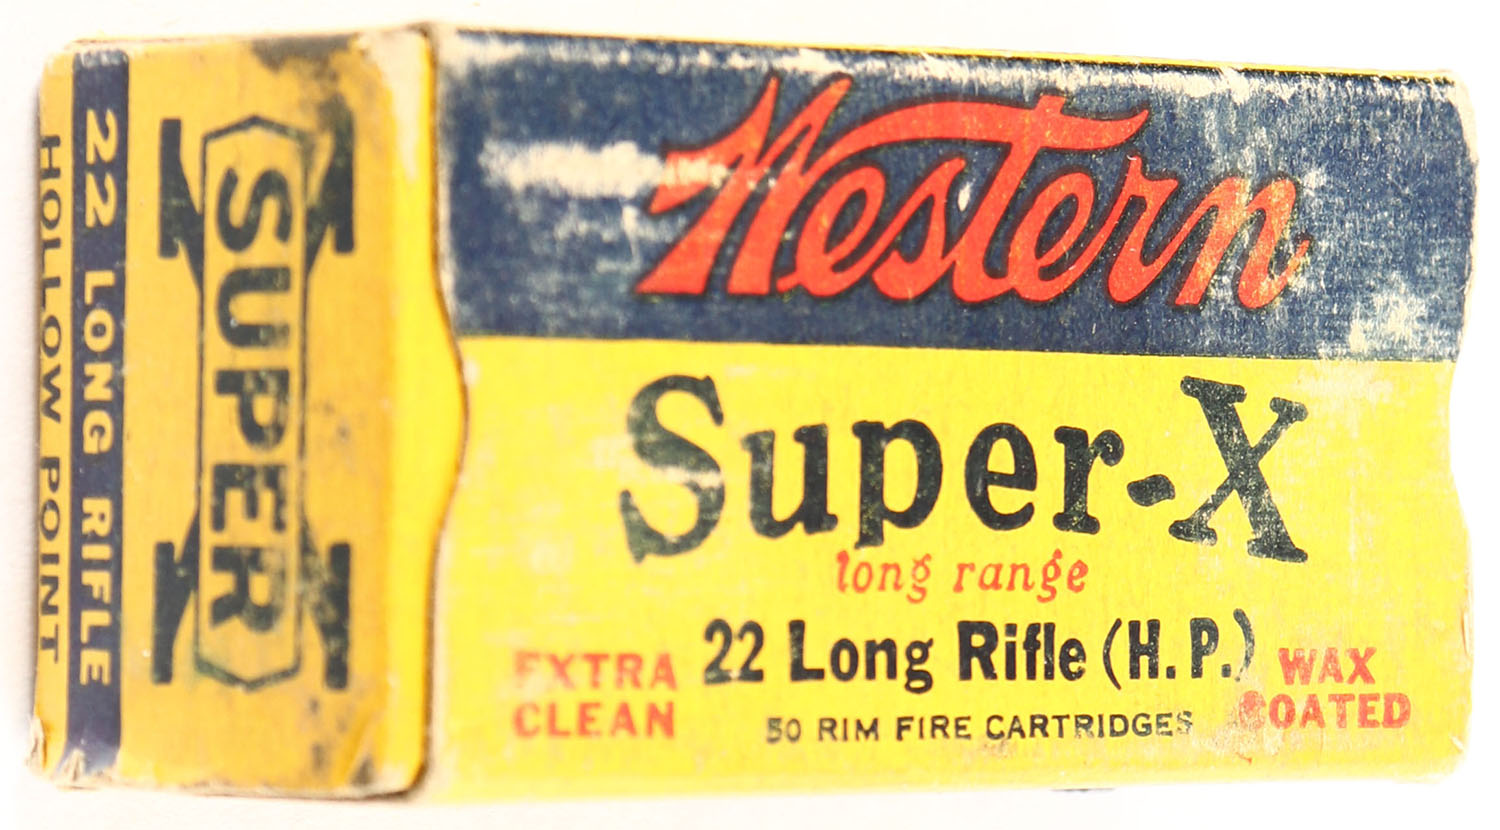 Western
Super-X
long range
22 Long Rifle (H.P.)
EXTRA
CLEAN
WAX
COATED
50 RIM FIRE CARTRIDGES
SUPER
X
22 LONG RIFLE
HOLLOW POINT